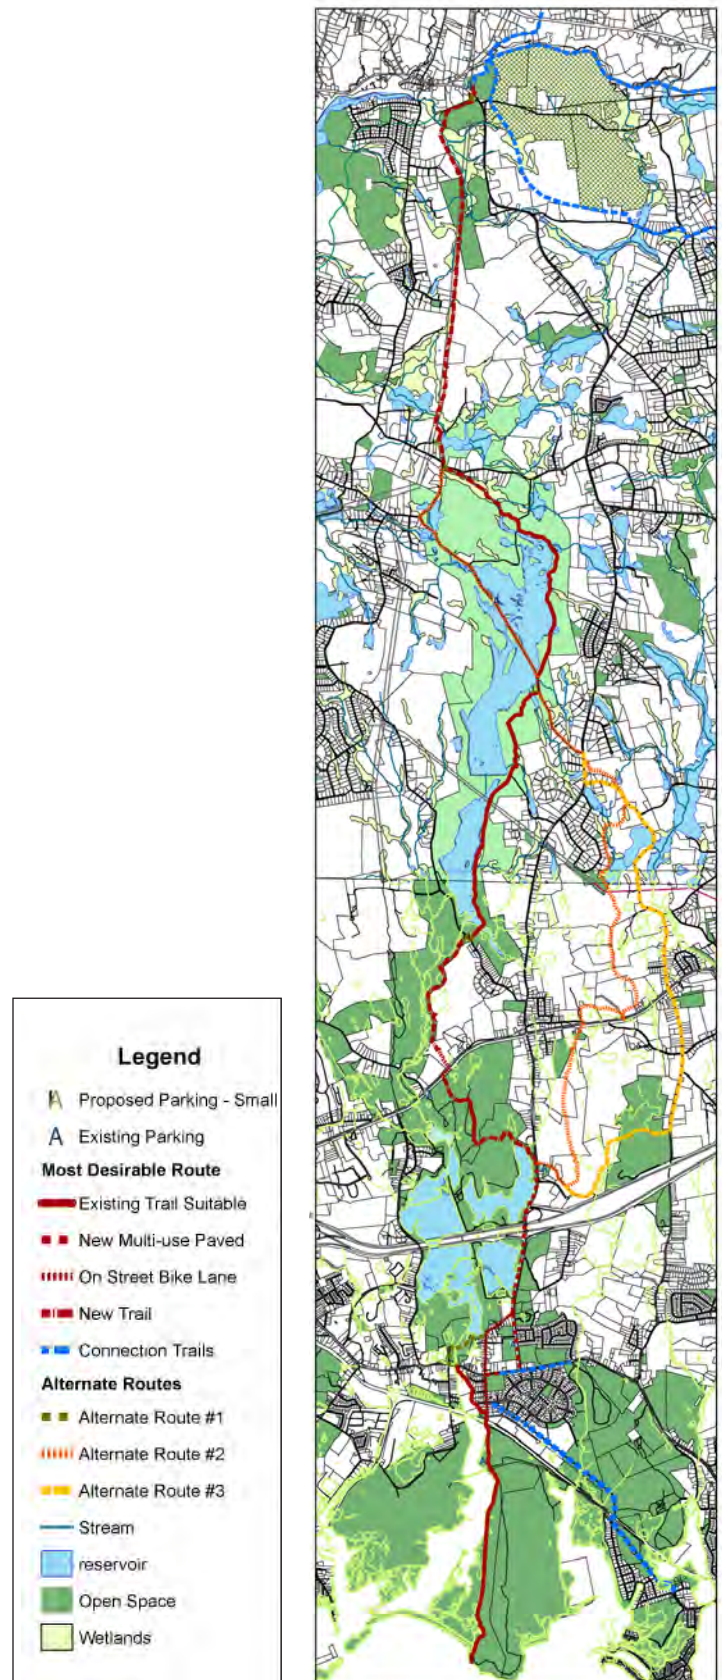 Legend
Proposed Parking - Small
A Existing Parking
Most Desirable Route
Existing Trail Suitable
New Multi-use Paved
On Street Bike Lane
New Trail
Connection Trails
Alternate Routes
Alternate Route #1
Alternate Route #2
Alternate Route #3
Stream
reservoir
Open Space
Wetlands